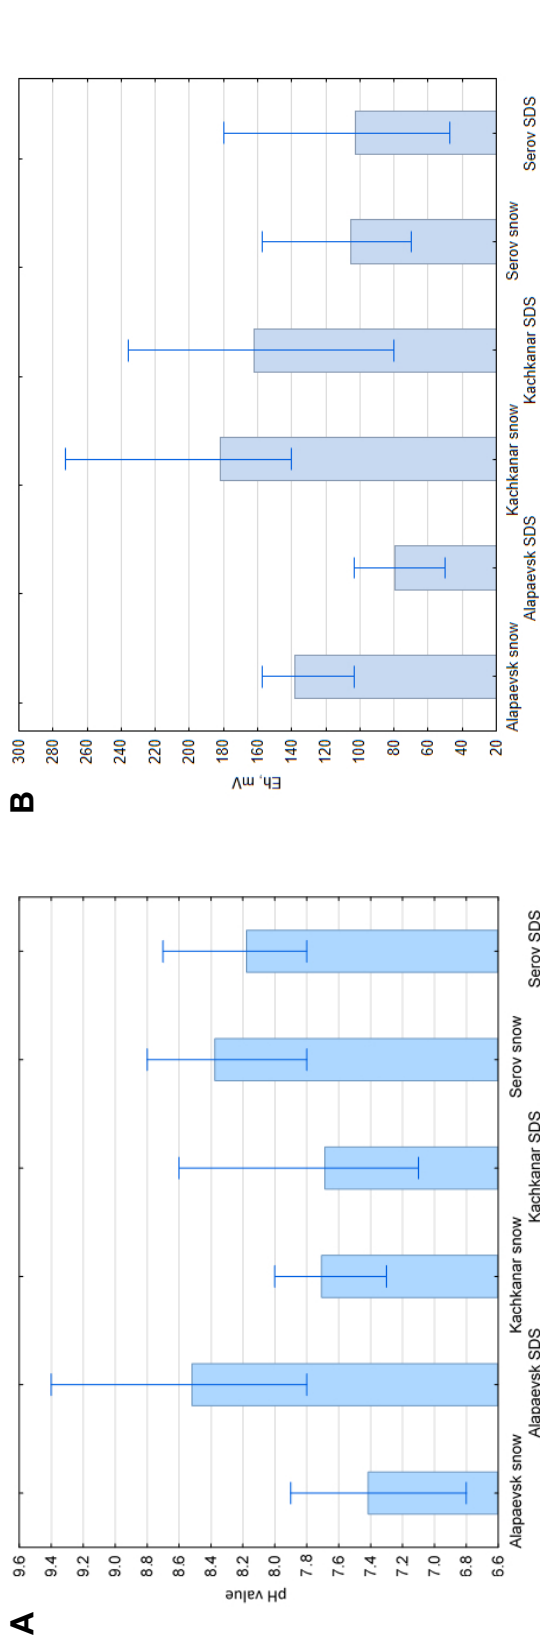 A
pH value
9.6
9.4
9.2
9.0
8.8
8.6
8.4
8.2
8.0
7.8
7.6
7.4
7.2
7.0
6.8
6.6
Alapaevsk snow
Alapaevsk SDS
Kachkanar snow
Kachkanar SDS
Serov snow
Serov SDS
B
Eh, mV
300
280
260
240
220
200
180
160
140
120
100
80
60
40
20
Alapaevsk snow
Alapaevsk SDS
Kachkanar snow
Kachkanar SDS
Serov snow
Serov SDS